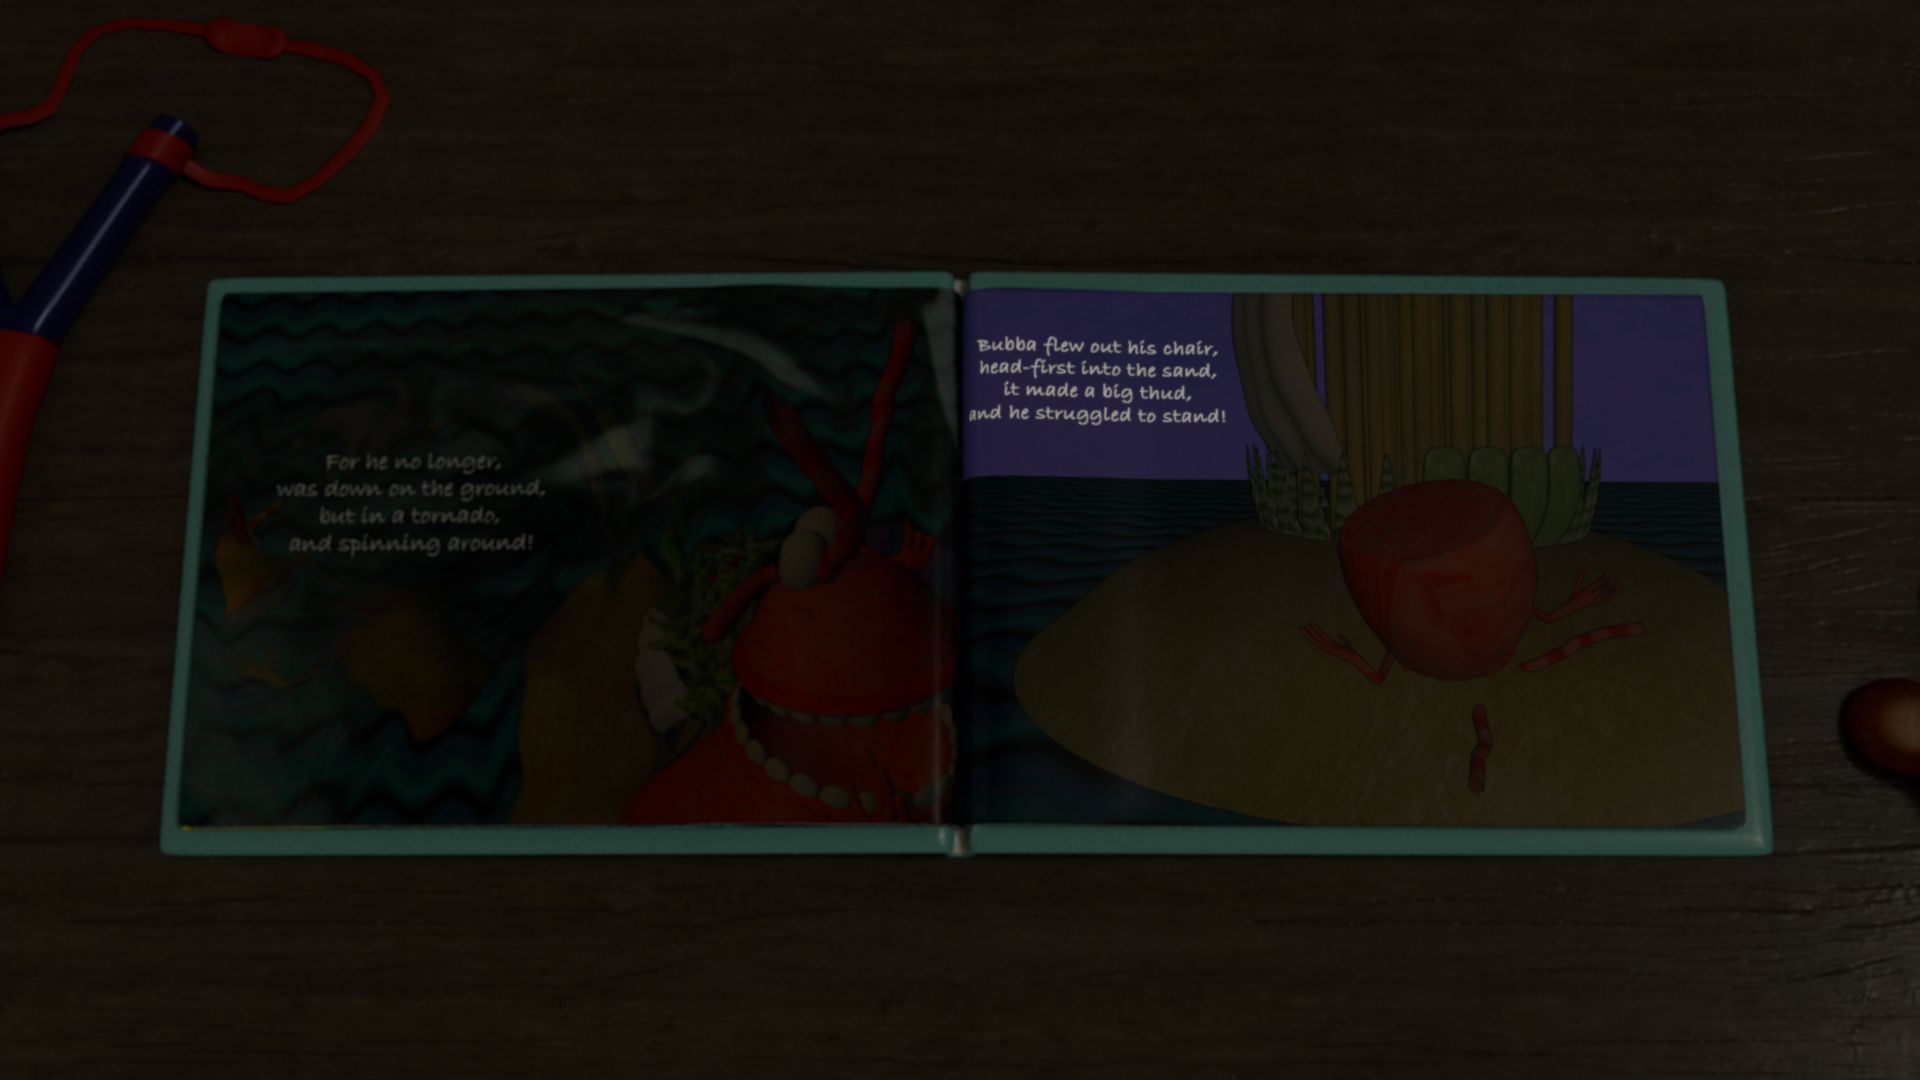 For he no longer,
was down on the ground,
but in a tornado,
and spinning around!
Bubba flew out his chair,
head-first into the sand,
it made a big thud,
and he struggled to stand!